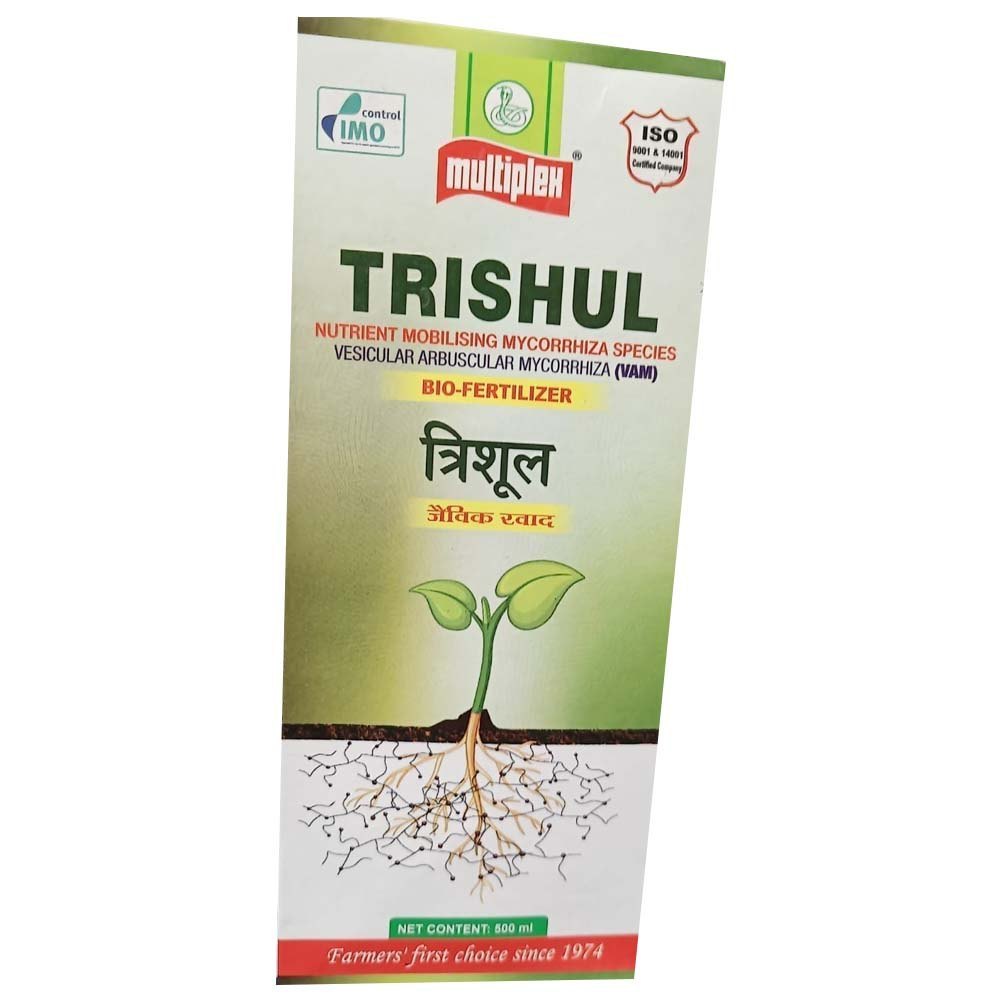 control
IMO
multiplex
®
ISO
9001 & 14001
Certified Company
TRISHUL
NUTRIENT MOBILISING MYCORRHIZA SPECIES
VESICULAR ARBUSCULAR MYCORRHIZA (VAM)
BIO-FERTILIZER
त्रिशूल
जैविक खाद
NET CONTENT: 500 ml
Farmers' first choice since 1974